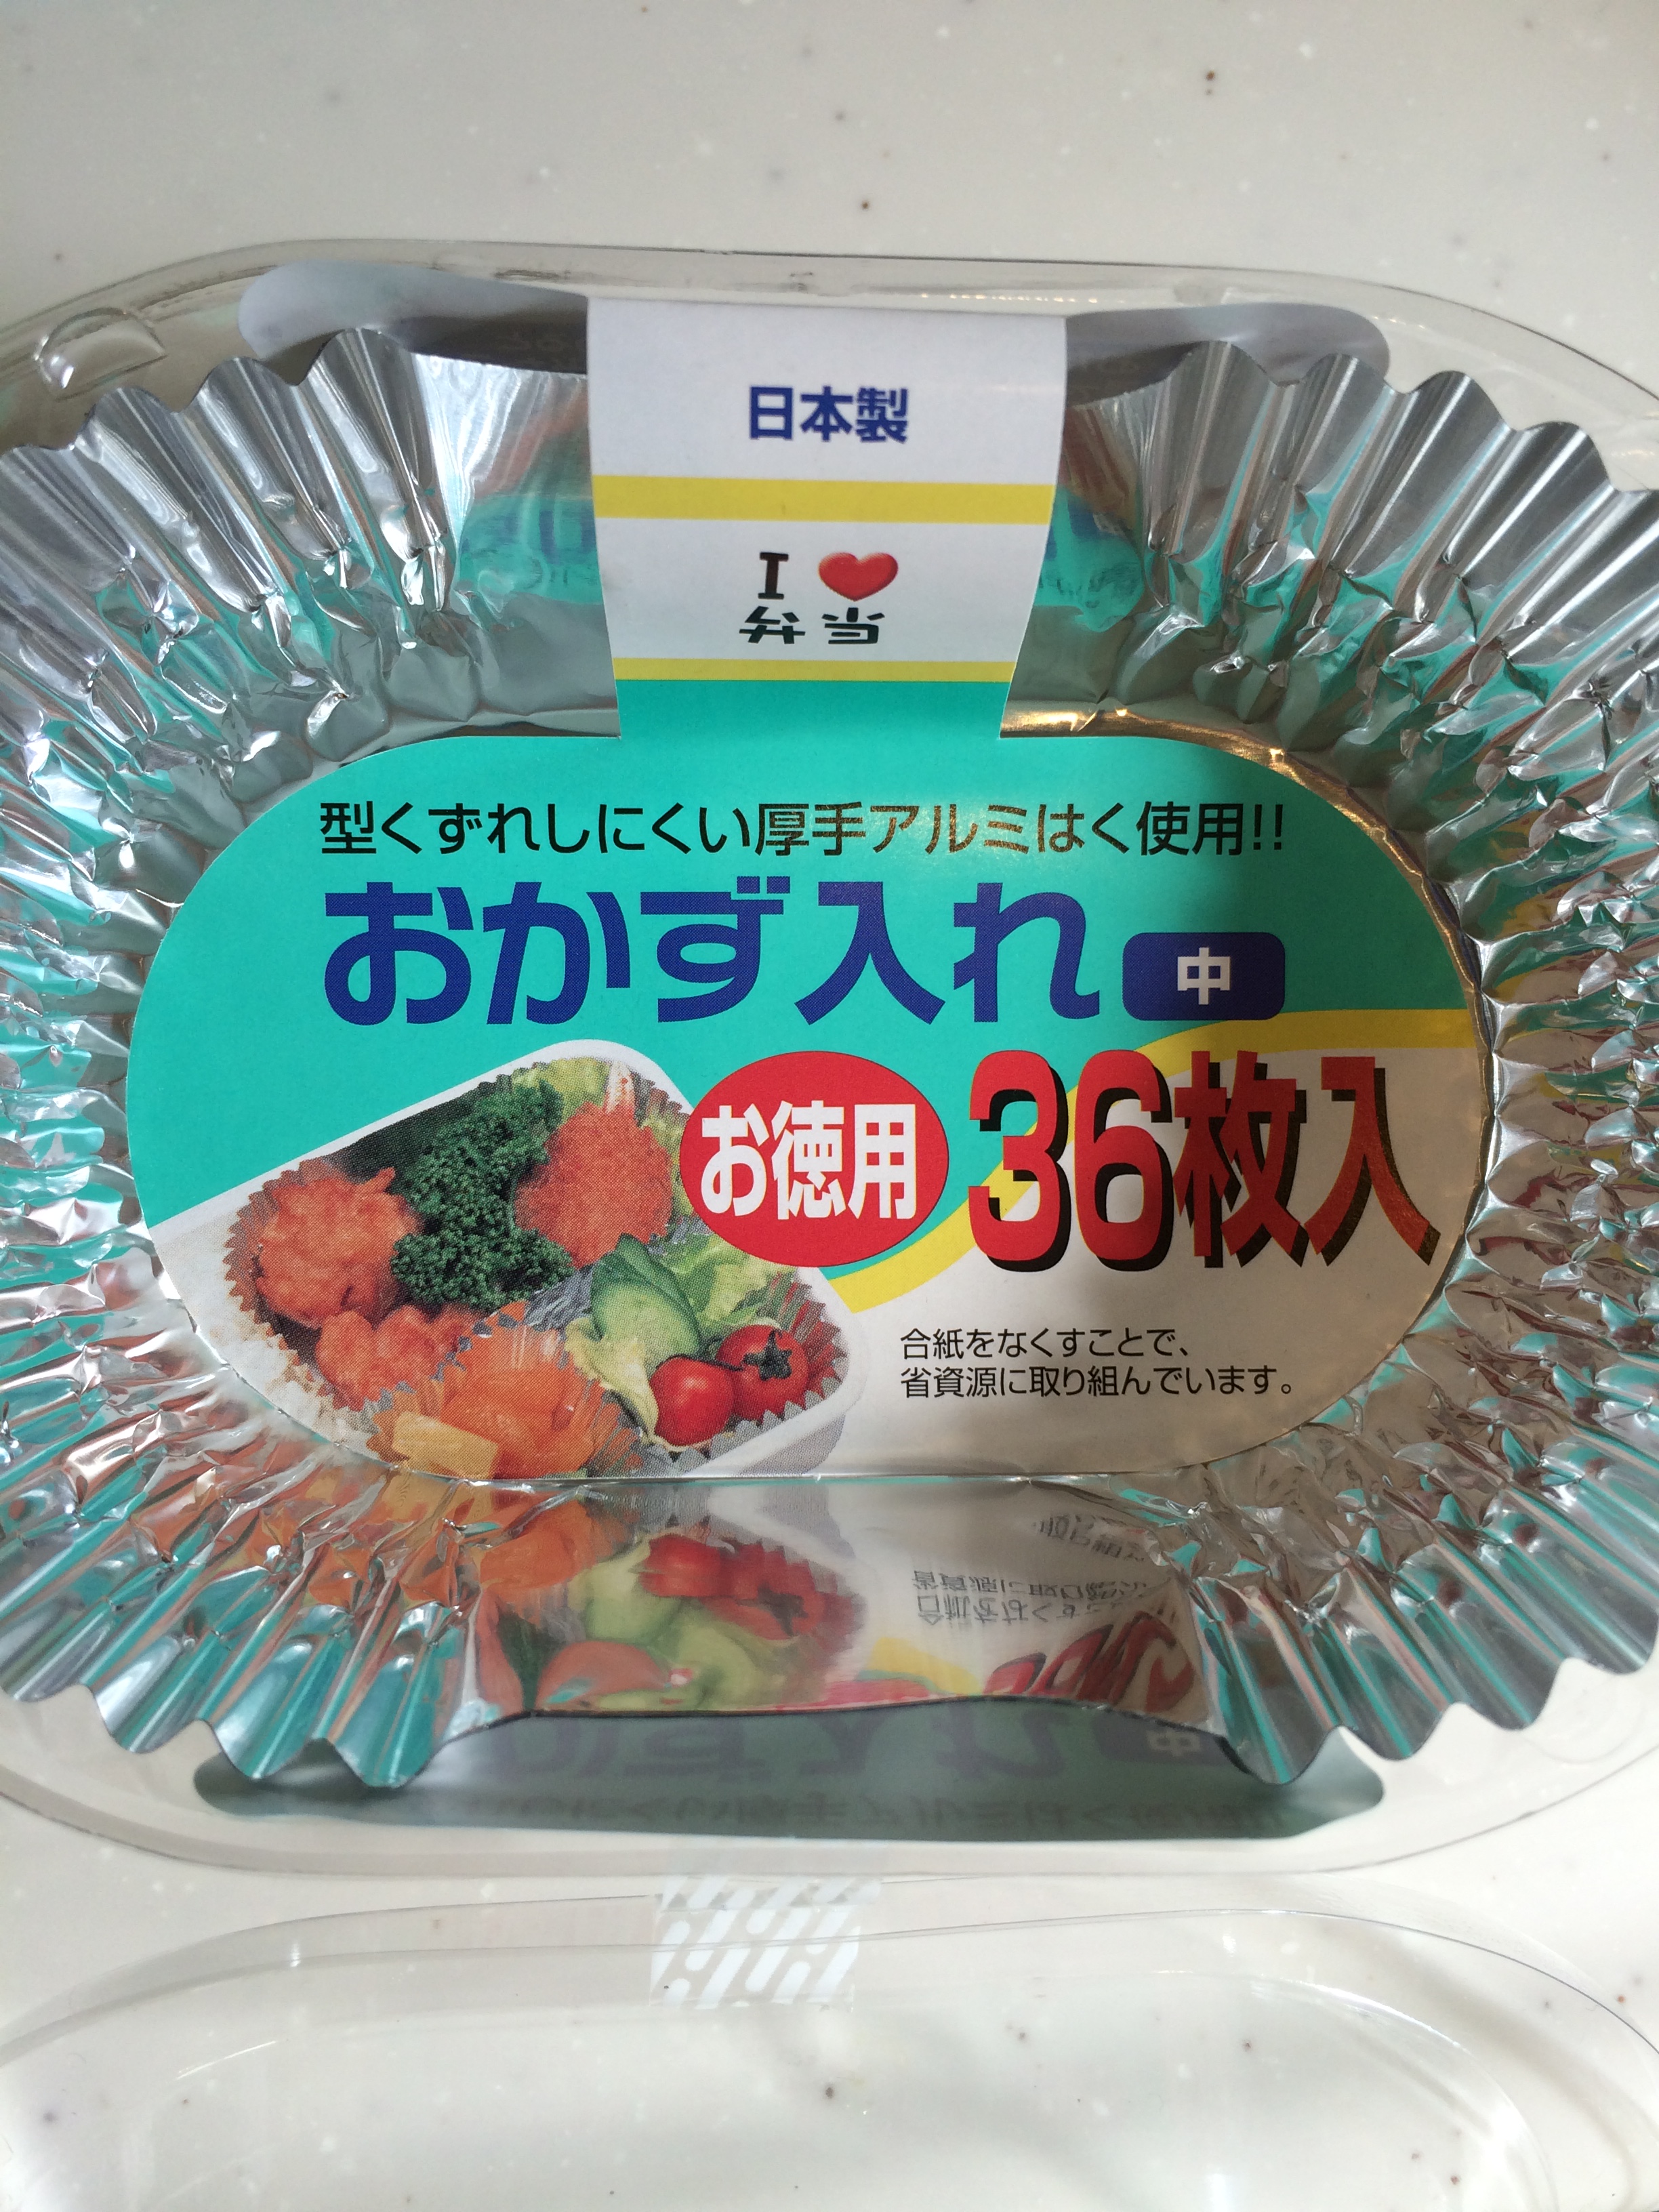 日本製
I
弁当
型くずれしにくい厚手アルミはく使用!!
おかず入れ 中
お徳用 36枚入
合紙をなくすことで、
省資源に取り組んでいます。